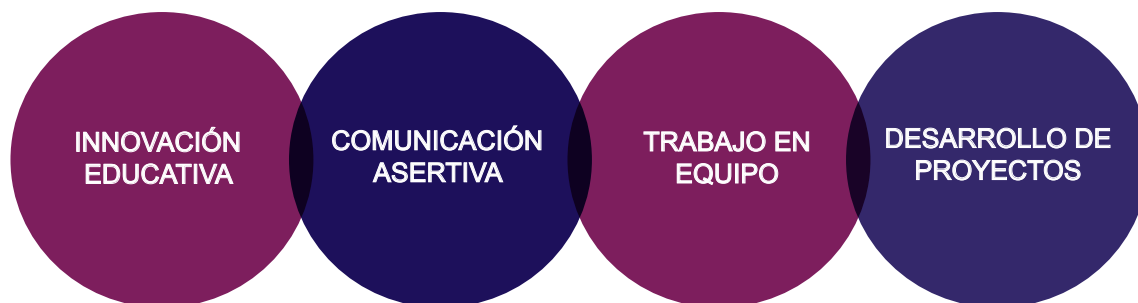 INNOVACIÓN
EDUCATIVA
COMUNICACIÓN
ASERTIVA
TRABAJO EN
EQUIPO
DESARROLLO DE
PROYECTOS